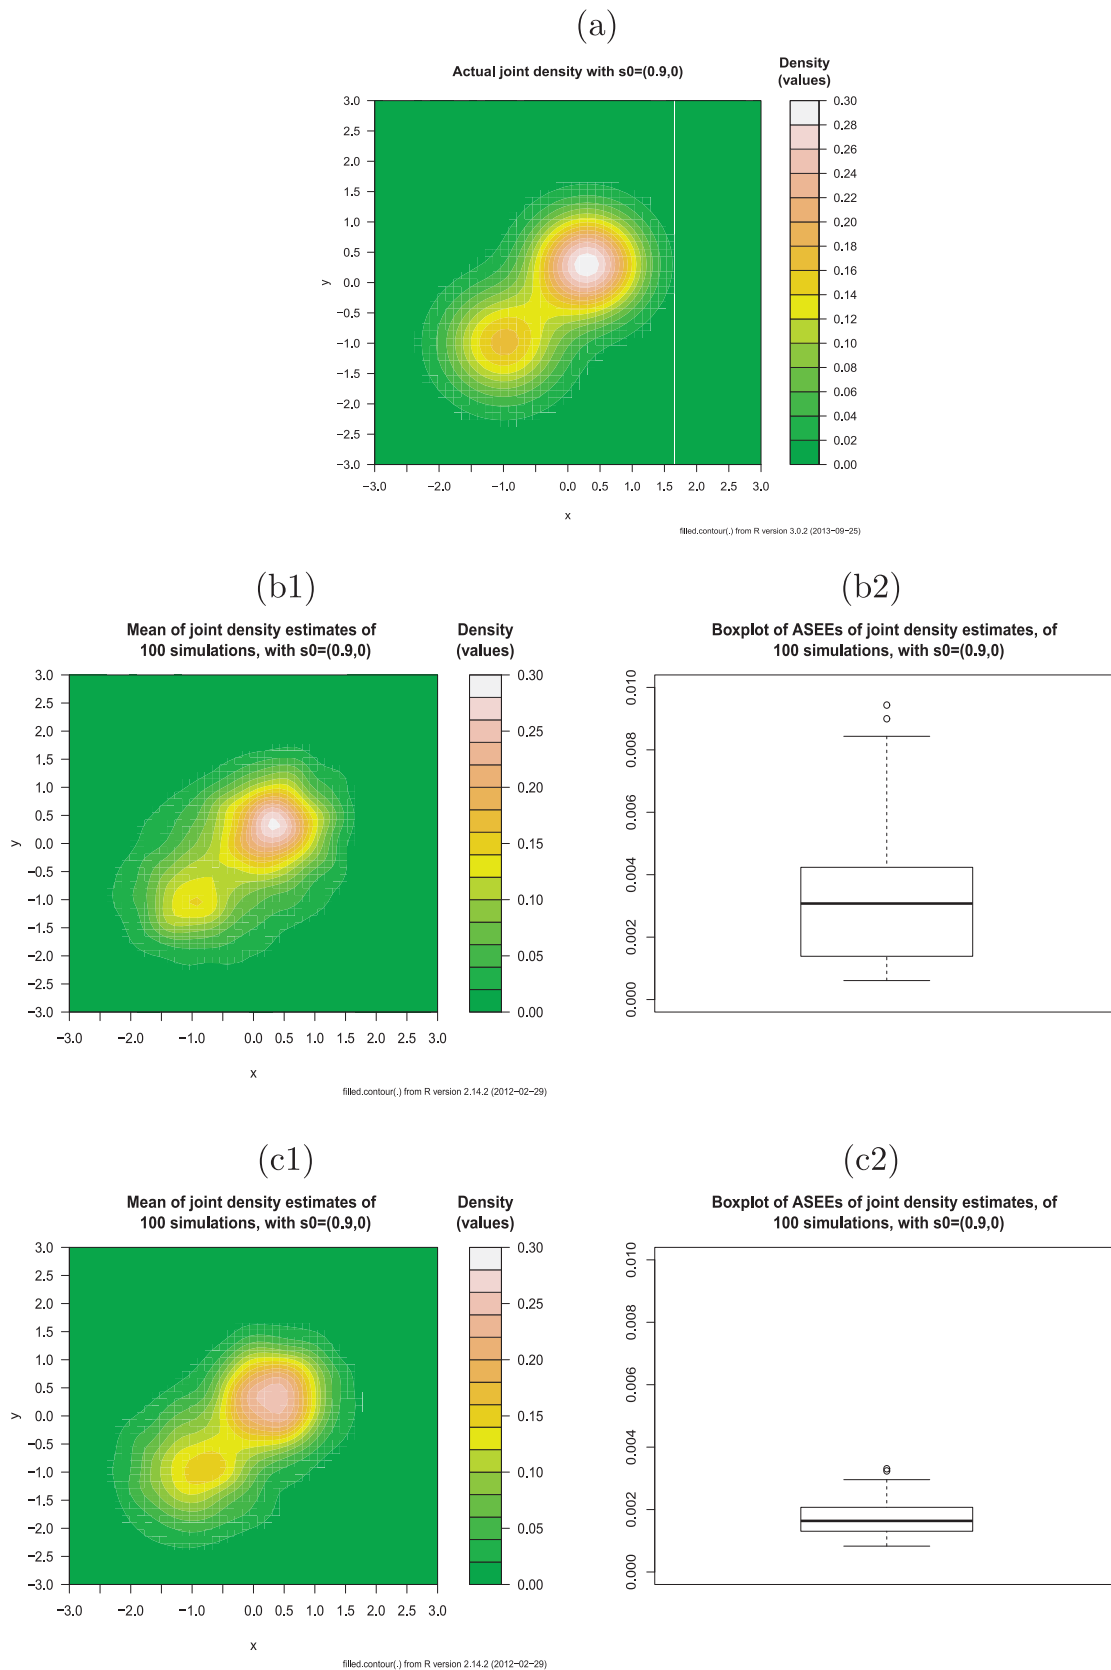 (a)
Actual joint density with s0=(0.9,0)
Density
(values)
3.0
2.5
2.0
1.5
1.0
0.5
0.0
−0.5
−1.0
−1.5
−2.0
−2.5
−3.0
y
−3.0 −2.0 −1.0 0.0 0.5 1.0 1.5 2.0 3.0
x
0.30
0.28
0.26
0.24
0.22
0.20
0.18
0.16
0.14
0.12
0.10
0.08
0.06
0.04
0.02
0.00
filled.contour(.) from R version 3.0.2 (2013−09−25)
(b1)
Mean of joint density estimates of
100 simulations, with s0=(0.9,0)
Density
(values)
3.0
2.5
2.0
1.5
1.0
0.5
0.0
−0.5
−1.0
−1.5
−2.0
−2.5
−3.0
y
−3.0 −2.0 −1.0 0.0 0.5 1.0 1.5 2.0 3.0
x
0.30
0.25
0.20
0.15
0.10
0.05
0.00
filled.contour(.) from R version 2.14.2 (2012−02−29)
(b2)
Boxplot of ASEEs of joint density estimates, of
100 simulations, with s0=(0.9,0)
0.010
0.008
0.006
0.004
0.002
0.000
(c1)
Mean of joint density estimates of
100 simulations, with s0=(0.9,0)
Density
(values)
3.0
2.5
2.0
1.5
1.0
0.5
0.0
−0.5
−1.0
−1.5
−2.0
−2.5
−3.0
y
−3.0 −2.0 −1.0 0.0 0.5 1.0 1.5 2.0 3.0
x
0.30
0.25
0.20
0.15
0.10
0.05
0.00
filled.contour(.) from R version 2.14.2 (2012−02−29)
(c2)
Boxplot of ASEEs of joint density estimates, of
100 simulations, with s0=(0.9,0)
0.010
0.008
0.006
0.004
0.002
0.000